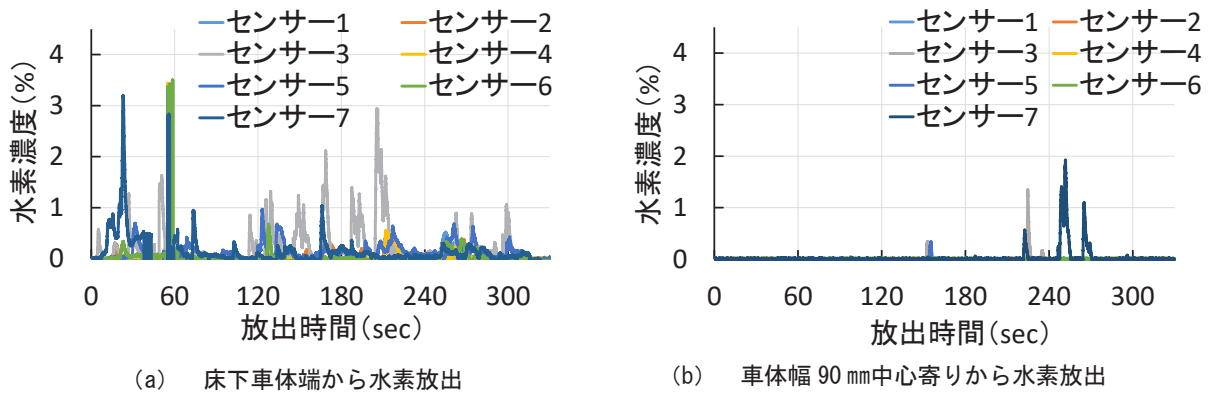 センサー1 センサー2
センサー3 センサー4
センサー5 センサー6
センサー7
水素濃度(%)
4
3
2
1
0
0 60 120 180 240 300
放出時間(sec)
(a) 床下車体端から水素放出
センサー1 センサー2
センサー3 センサー4
センサー5 センサー6
センサー7
水素濃度(%)
4
3
2
1
0
0 60 120 180 240 300
放出時間(sec)
(b) 車体幅 90 ㎜中心寄りから水素放出